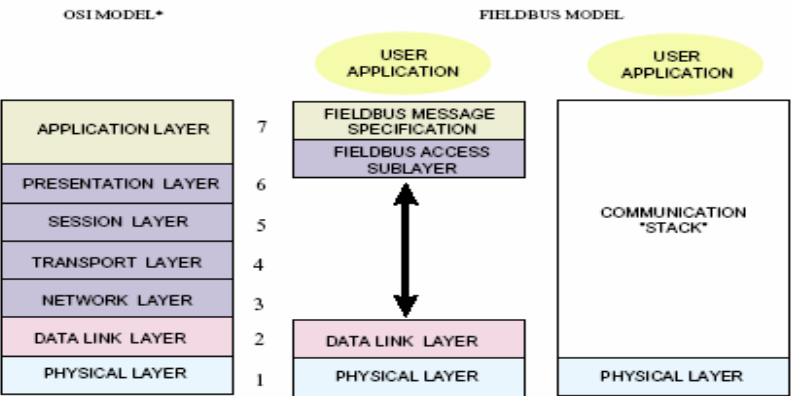 OSI MODEL*
FIELDBUS MODEL
USER
APPLICATION
USER
APPLICATION
APPLICATION LAYER
7
FIELDBUS MESSAGE
SPECIFICATION
FIELDBUS ACCESS
SUBLAYER
PRESENTATION LAYER
6
SESSION LAYER
5
COMMUNICATION
"STACK"
TRANSPORT LAYER
4
NETWORK LAYER
3
DATA LINK LAYER
2
DATA LINK LAYER
PHYSICAL LAYER
1
PHYSICAL LAYER
PHYSICAL LAYER